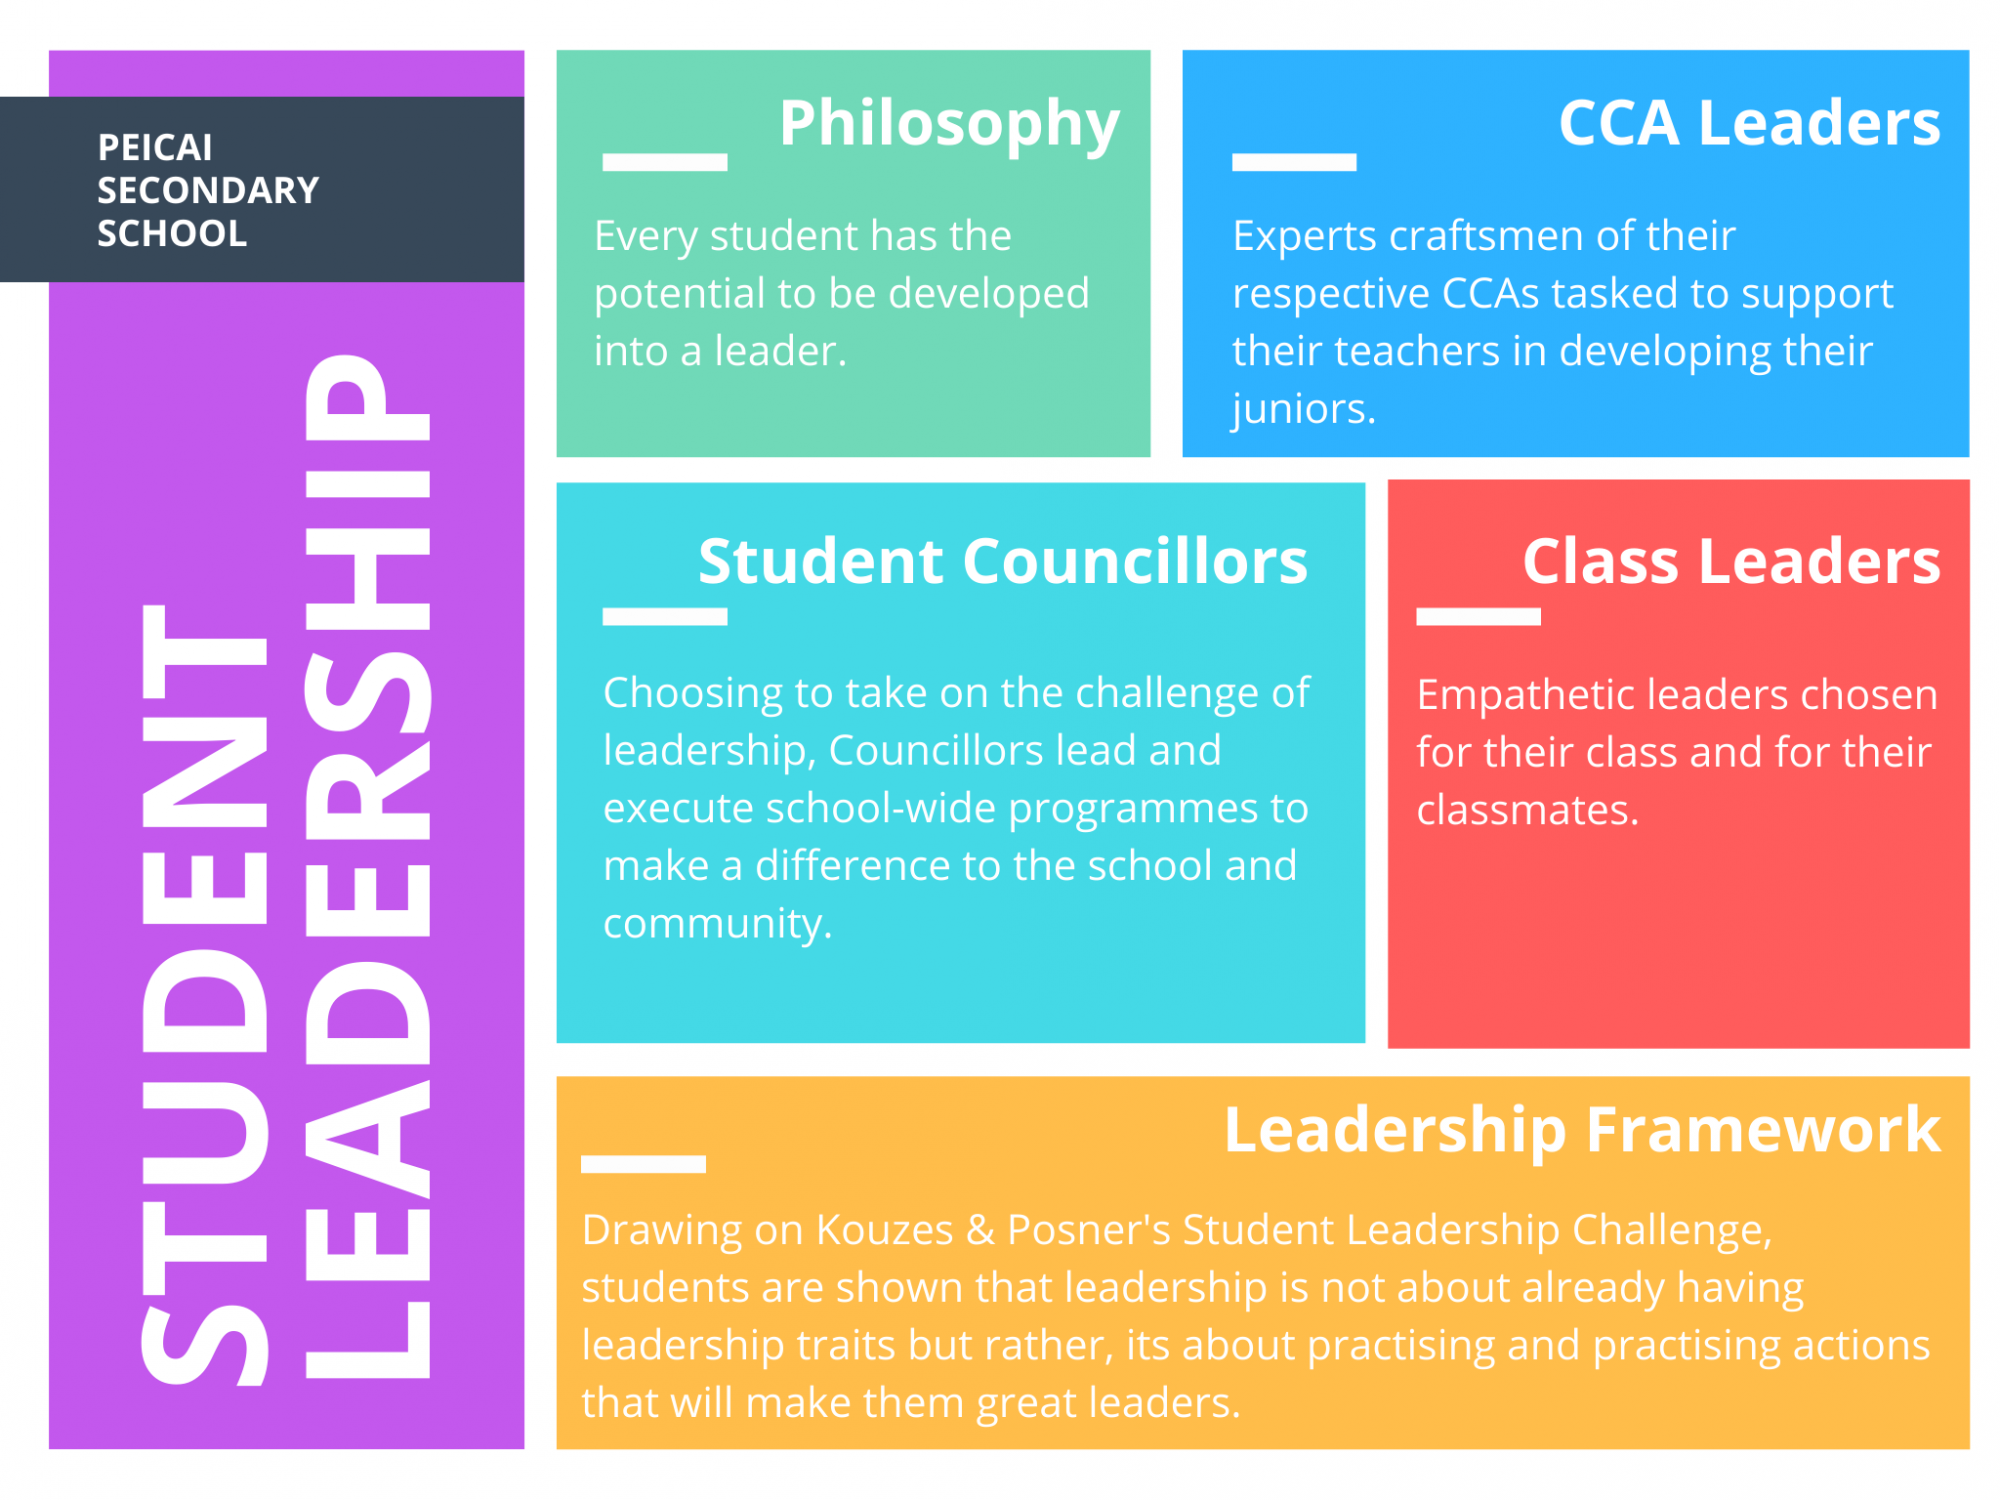 PEICAI
SECONDARY
SCHOOL
STUDENT
LEADERSHIP
Philosophy
Every student has the
potential to be developed
into a leader.
CCA Leaders
Experts craftsmen of their
respective CCAs tasked to support
their teachers in developing their
juniors.
Student Councillors
Choosing to take on the challenge of
leadership, Councillors lead and
execute school-wide programmes to
make a difference to the school and
community.
Class Leaders
Empathetic leaders chosen
for their class and for their
classmates.
Leadership Framework
Drawing on Kouzes & Posner's Student Leadership Challenge,
students are shown that leadership is not about already having
leadership traits but rather, its about practising and practising actions
that will make them great leaders.